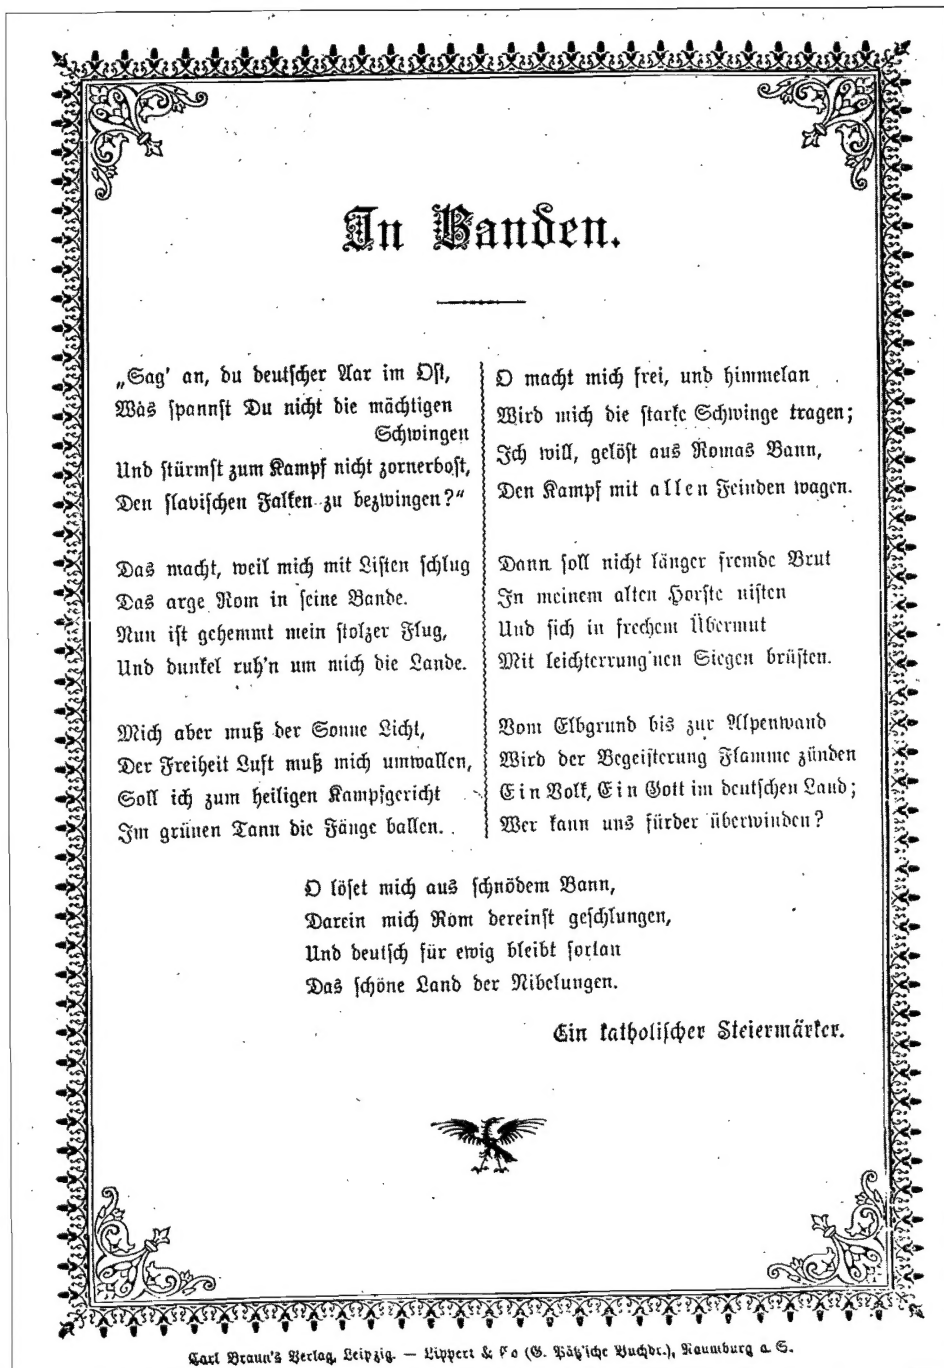 In Banden.
„Sag' an, du deutscher Aar im Ost,
Was spannst Du nicht die mächtigen
Schwingen
Und stürmst zum Kampf nicht zornerbost,
Den slavischen Falken zu bezwingen?“
Das macht, weil mich mit Listen schlug
Das arge Rom in seine Bande.
Nun ist gehemmt mein stolzer Flug,
Und dunkel ruh'n um mich die Lande.
Mich aber muß der Sonne Licht,
Der Freiheit Luft muß mich umwallen,
Soll ich zum heiligen Kampfgericht
Im grünen Tann die Fänge ballen.
O macht mich frei, und himmelan
Wird mich die starke Schwinge tragen;
Ich will, gelöst aus Romas Bann,
Den Kampf mit allen Feinden wagen.
Dann soll nicht länger fremde Brut
In meinem alten Horste nisten
Und sich in frechem Übermut
Mit leichterrung'nen Siegen brüsten.
Vom Elbgrund bis zur Alpenwand
Wird der Begeisterung Flamme zünden
Ein Volk, Ein Gott im deutschen Land;
Wer kann uns fürder überwinden?
O löset mich aus schnödem Bann,
Darein mich Rom dereinst geschlungen,
Und deutsch für ewig bleibt fortan
Das schöne Land der Nibelungen.
Ein katholischer Steiermärker.
Carl Braun's Verlag, Leipzig. — Lippert & Co (G. Pätz'sche Buchdr.), Naumburg a. S.